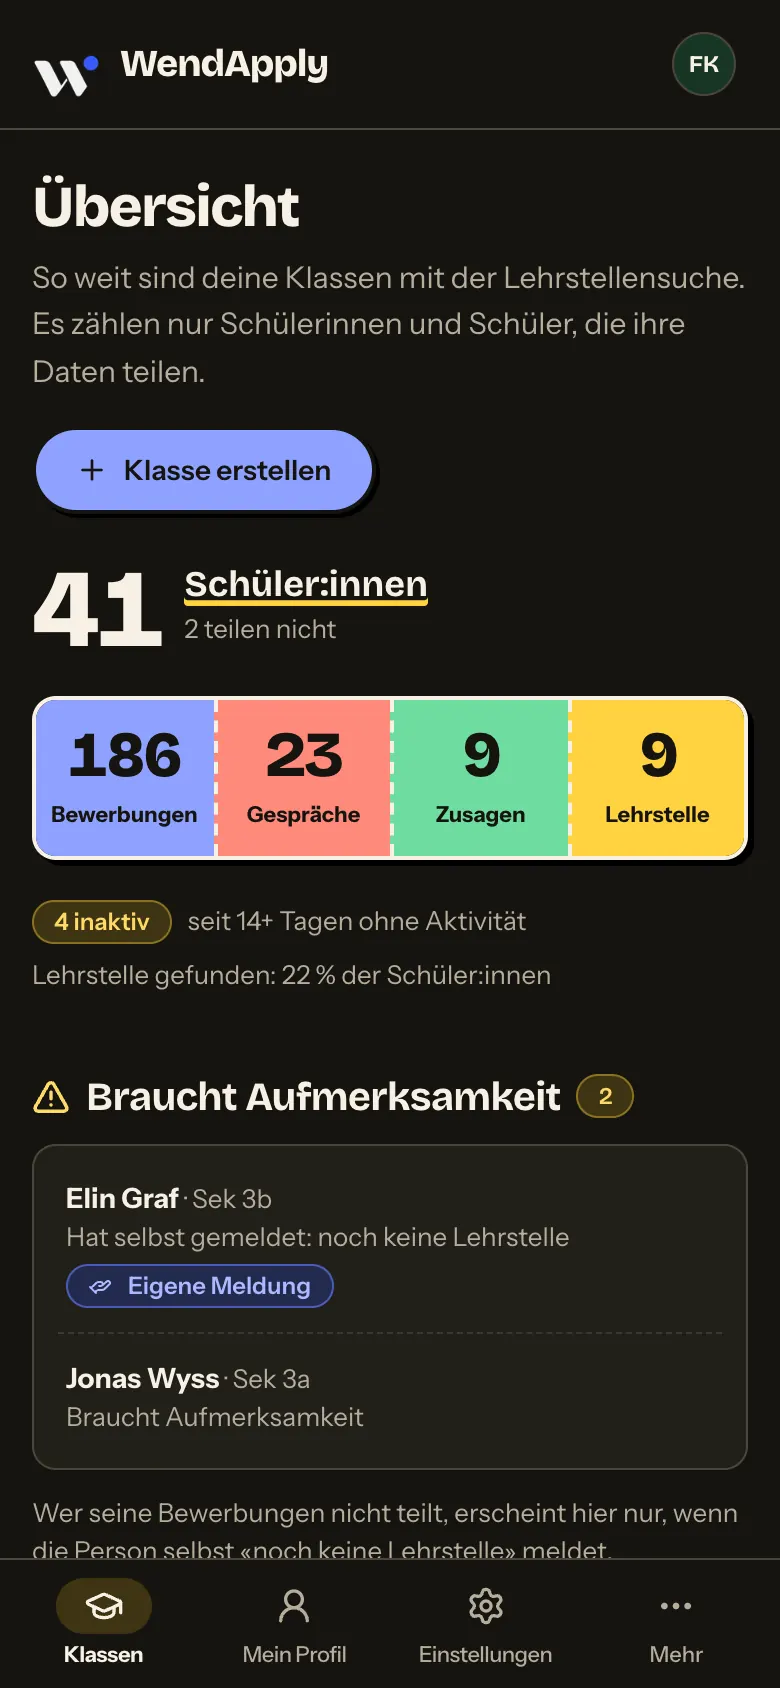 WendApply
FK
Übersicht
So weit sind deine Klassen mit der Lehrstellensuche.
Es zählen nur Schülerinnen und Schüler, die ihre
Daten teilen.
Klasse erstellen
41
Schüler:innen
2 teilen nicht
186
Bewerbungen
23
Gespräche
9
Zusagen
9
Lehrstelle
4 inaktiv
seit 14+ Tagen ohne Aktivität
Lehrstelle gefunden: 22 % der Schüler:innen
Braucht Aufmerksamkeit
2
Elin Graf · Sek 3b
Hat selbst gemeldet: noch keine Lehrstelle
Eigene Meldung
Jonas Wyss · Sek 3a
Braucht Aufmerksamkeit
Wer seine Bewerbungen nicht teilt, erscheint hier nur, wenn
die Person selbst «noch keine Lehrstelle» meldet.
Klassen
Mein Profil
Einstellungen
Mehr